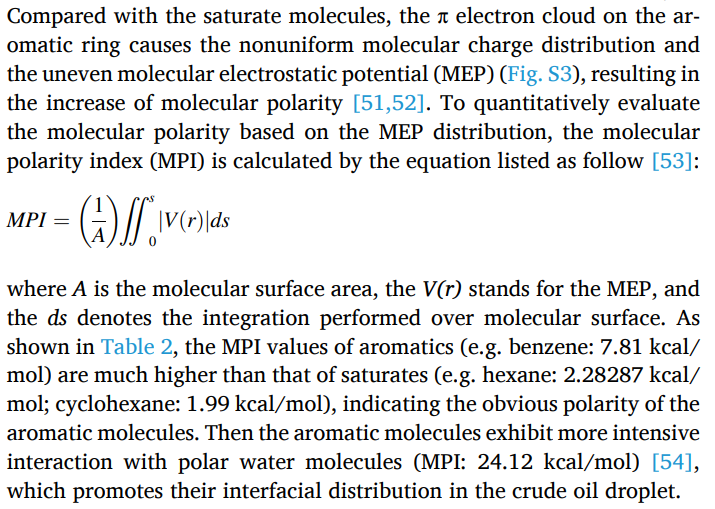 Compared with the saturate molecules, the π electron cloud on the ar-
omatic ring causes the nonuniform molecular charge distribution and
the uneven molecular electrostatic potential (MEP) (Fig. S3), resulting in
the increase of molecular polarity [51,52]. To quantitatively evaluate
the molecular polarity based on the MEP distribution, the molecular
polarity index (MPI) is calculated by the equation listed as follow [53]:
MPI = (1/A) ∬₀ˢ |V(r)|ds
where A is the molecular surface area, the V(r) stands for the MEP, and
the ds denotes the integration performed over molecular surface. As
shown in Table 2, the MPI values of aromatics (e.g. benzene: 7.81 kcal/
mol) are much higher than that of saturates (e.g. hexane: 2.28287 kcal/
mol; cyclohexane: 1.99 kcal/mol), indicating the obvious polarity of the
aromatic molecules. Then the aromatic molecules exhibit more intensive
interaction with polar water molecules (MPI: 24.12 kcal/mol) [54],
which promotes their interfacial distribution in the crude oil droplet.